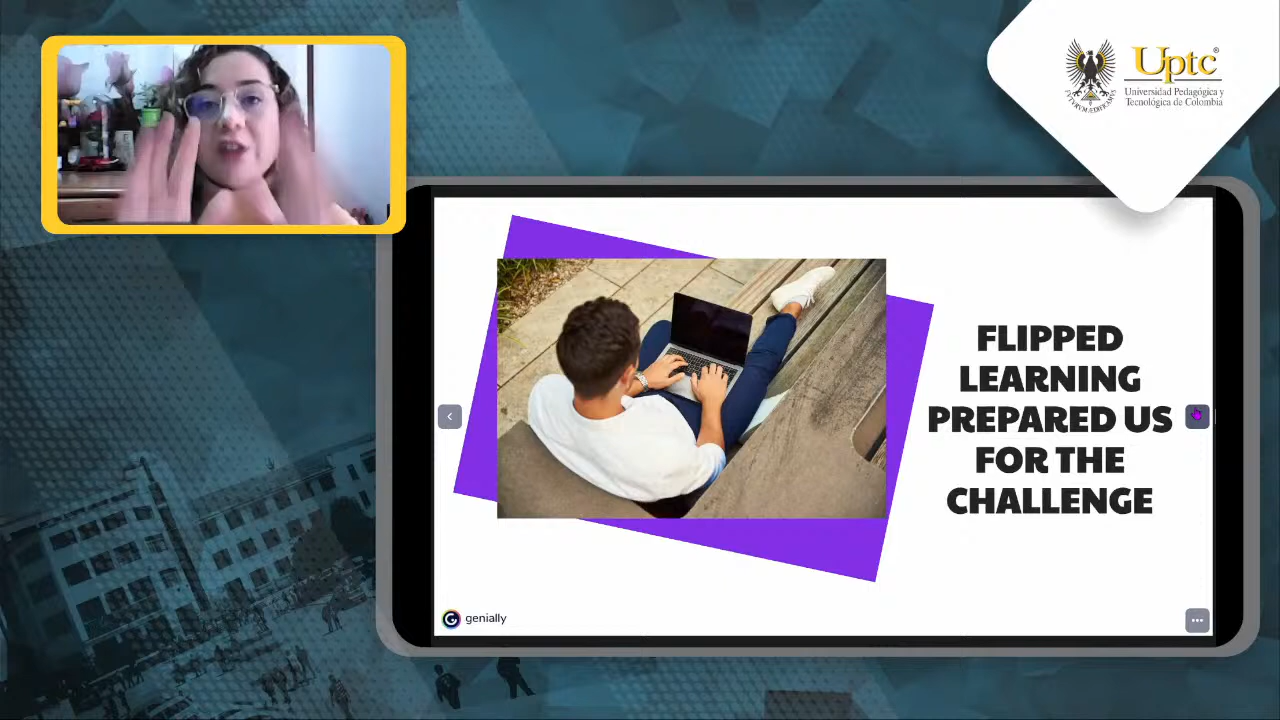 Uptc®
Universidad Pedagógica y
Tecnológica de Colombia
FLIPPED
LEARNING
PREPARED US
FOR THE
CHALLENGE
genially